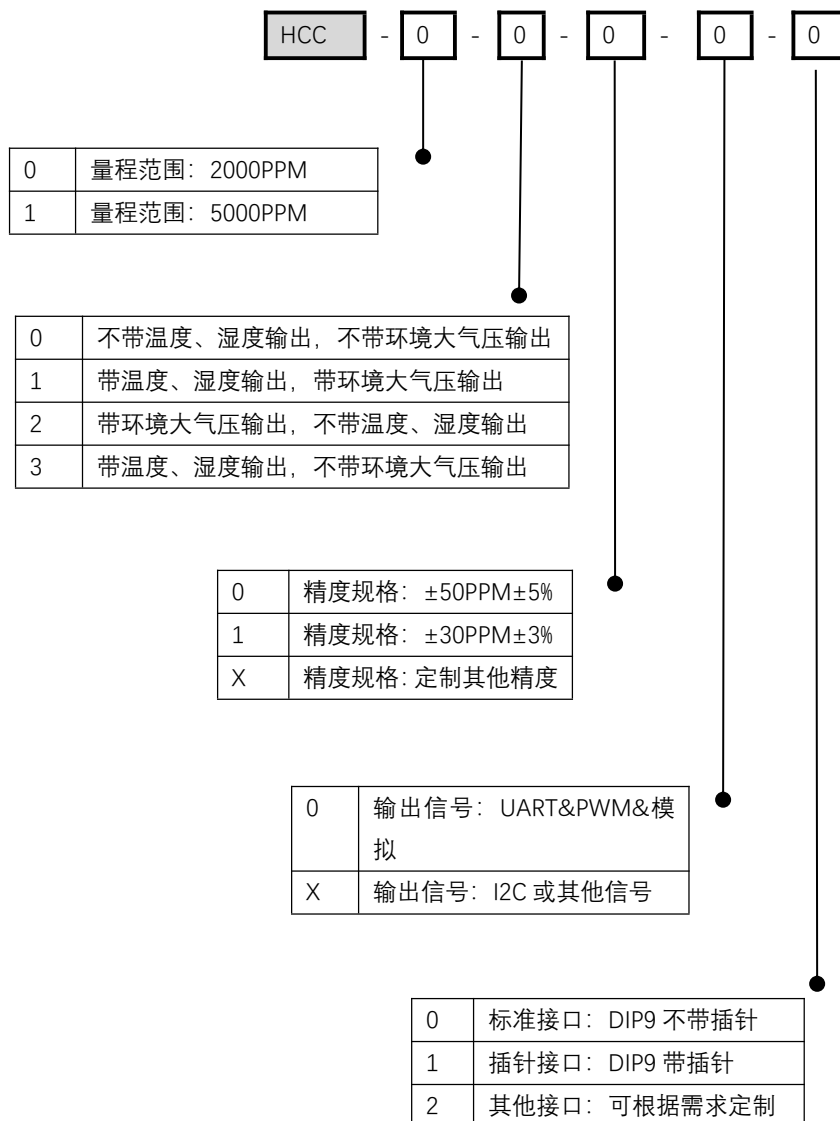 HCC - 0 - 0 - 0 - 0 - 0
0 量程范围：2000PPM
1 量程范围：5000PPM
0 不带温度、湿度输出，不带环境大气压输出
1 带温度、湿度输出，带环境大气压输出
2 带环境大气压输出，不带温度、湿度输出
3 带温度、湿度输出，不带环境大气压输出
0 精度规格：±50PPM±5%
1 精度规格：±30PPM±3%
X 精度规格：定制其他精度
0 输出信号：UART&PWM&模
拟
X 输出信号：I2C 或其他信号
0 标准接口：DIP9 不带插针
1 插针接口：DIP9 带插针
2 其他接口：可根据需求定制